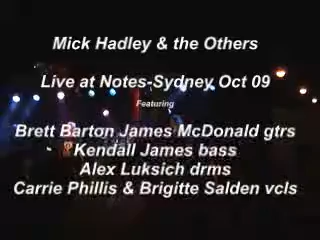 Mick Hadley & the Others
Live at Notes-Sydney Oct 09
Featuring
Brett Barton James McDonald gtrs
Kendall James bass
Alex Luksich drms
Carrie Phillis & Brigitte Salden vcls